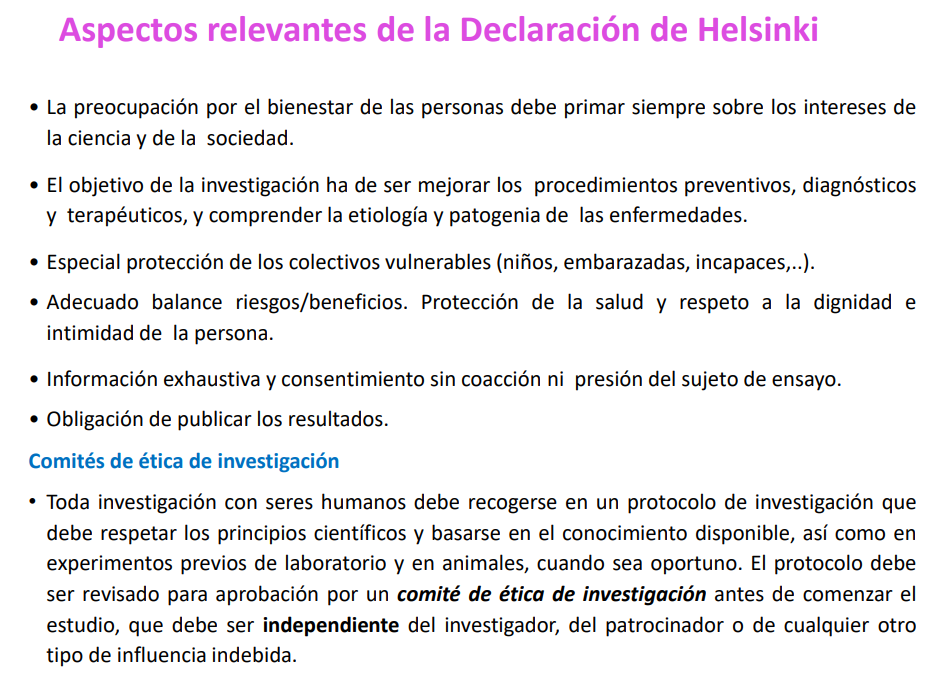 Aspectos relevantes de la Declaración de Helsinki
• La preocupación por el bienestar de las personas debe primar siempre sobre los intereses de
la ciencia y de la sociedad.
• El objetivo de la investigación ha de ser mejorar los procedimientos preventivos, diagnósticos
y terapéuticos, y comprender la etiología y patogenia de las enfermedades.
• Especial protección de los colectivos vulnerables (niños, embarazadas, incapaces,..).
• Adecuado balance riesgos/beneficios. Protección de la salud y respeto a la dignidad e
intimidad de la persona.
• Información exhaustiva y consentimiento sin coacción ni presión del sujeto de ensayo.
• Obligación de publicar los resultados.
Comités de ética de investigación
• Toda investigación con seres humanos debe recogerse en un protocolo de investigación que
debe respetar los principios científicos y basarse en el conocimiento disponible, así como en
experimentos previos de laboratorio y en animales, cuando sea oportuno. El protocolo debe
ser revisado para aprobación por un comité de ética de investigación antes de comenzar el
estudio, que debe ser independiente del investigador, del patrocinador o de cualquier otro
tipo de influencia indebida.